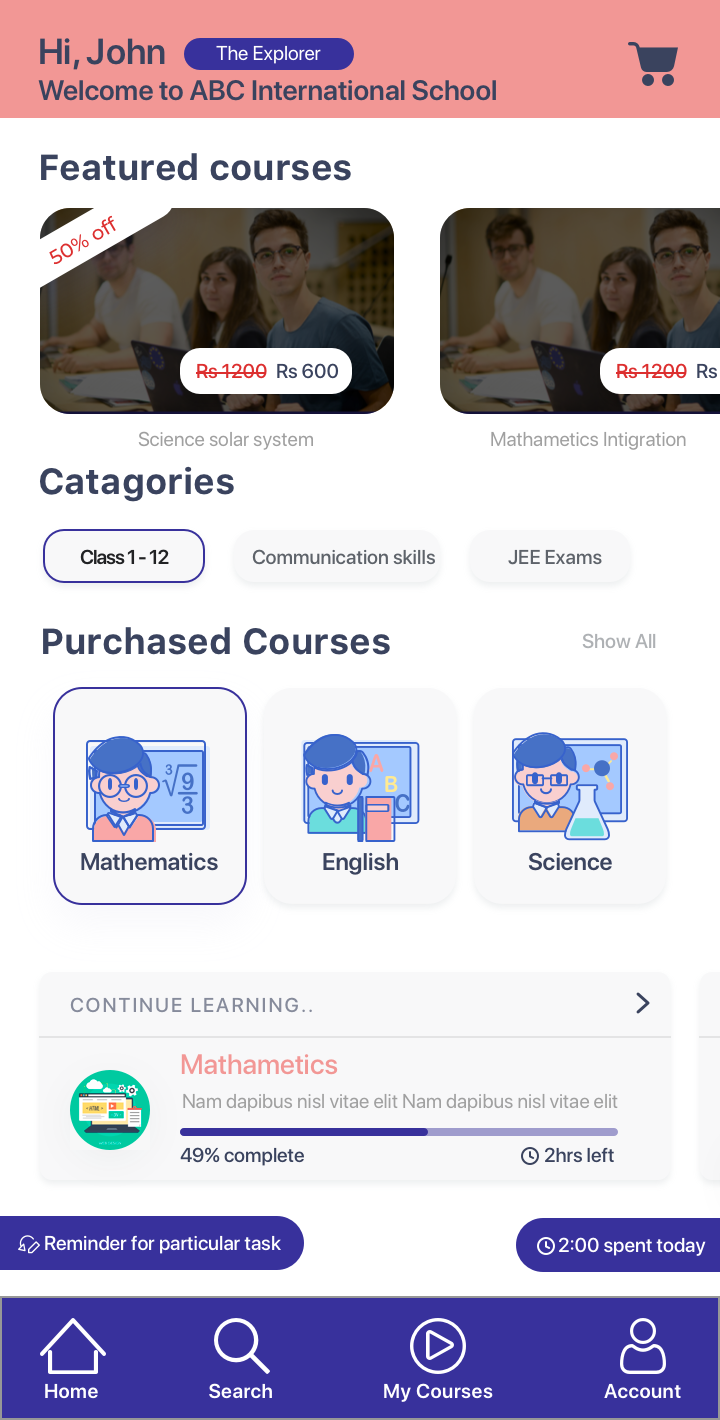 Hi, John The Explorer
Welcome to ABC International School
Featured courses
50% off
Rs 1200 Rs 600
Rs 1200 Rs
Science solar system
Mathametics Intigration
Catagories
Class 1 - 12
Communication skills
JEE Exams
Purchased Courses
Show All
∛9
3
A
B
C
Mathematics
English
Science
CONTINUE LEARNING..
Mathametics
Nam dapibus nisl vitae elit Nam dapibus nisl vitae elit
49% complete
2hrs left
Reminder for particular task
2:00 spent today
Home
Search
My Courses
Account